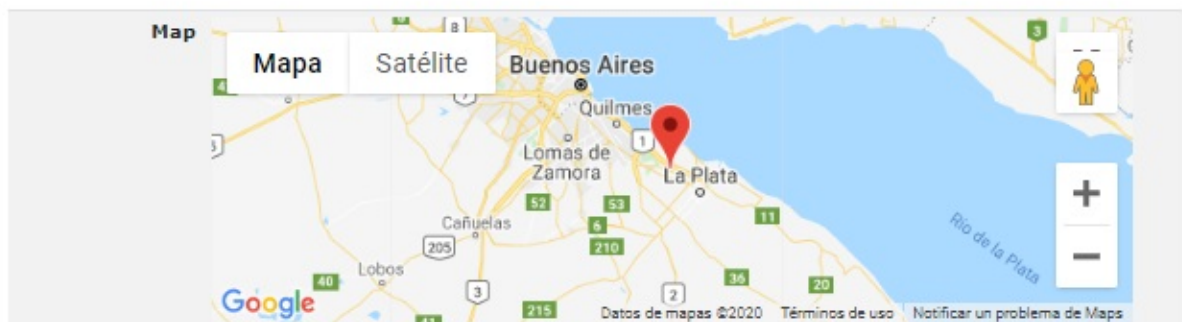 Map
Mapa
Satélite
8
3
Buenos Aires
Quilmes
1
Lomas de
Zamora
La Plata
52
53
11
Cañuelas
6
205
210
Río de la Plata
Lobos
40
36
20
3
2
Google
215
Datos de mapas ©2020
Términos de uso
Notificar un problema de Maps